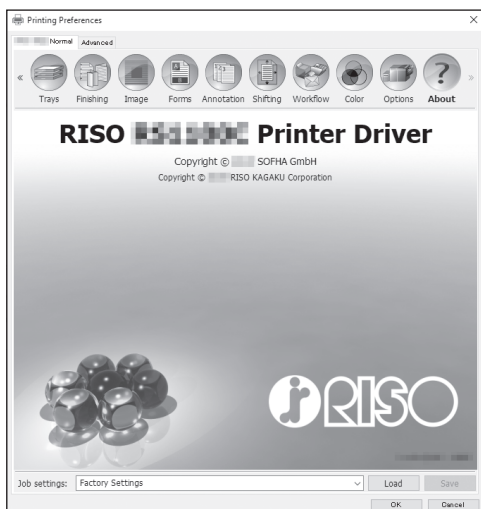 Printing Preferences
Normal Advanced
« Trays Finishing Image Forms Annotation Shifting Workflow Color Options About »
RISO Printer Driver
Copyright © SOFHA GmbH
Copyright © RISO KAGAKU Corporation
RISO
Job settings: Factory Settings Load Save
OK Cancel